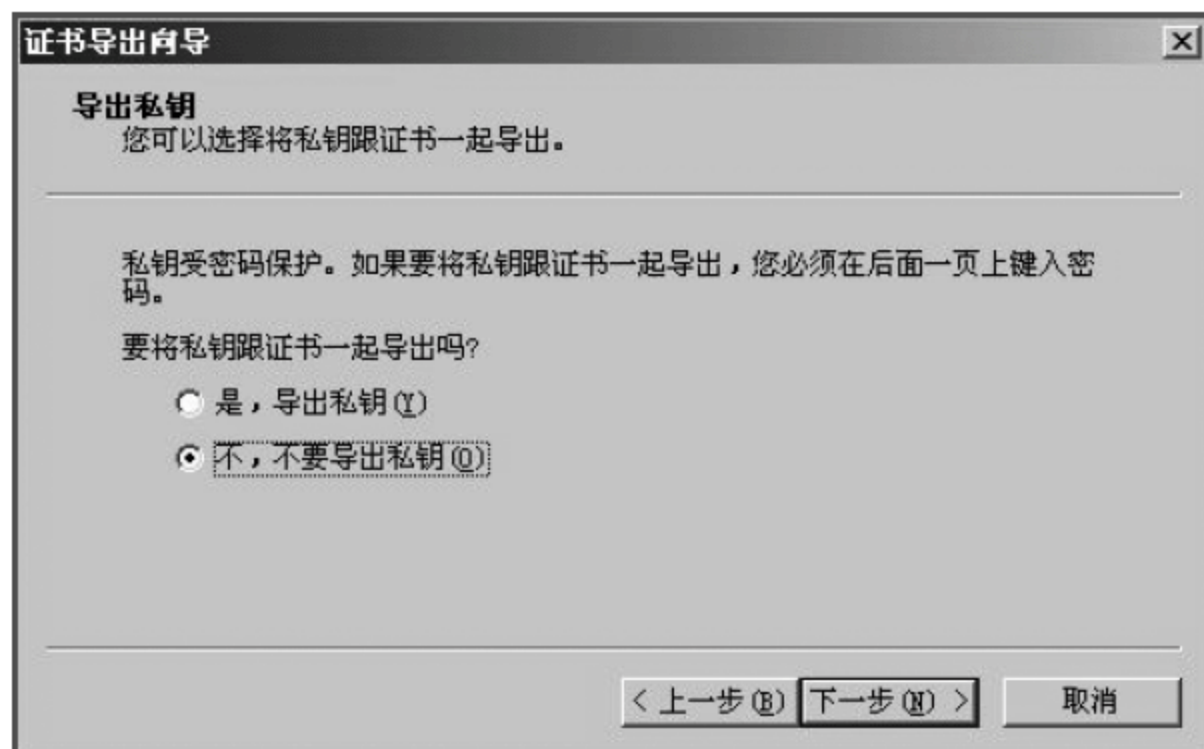 证书导出向导
导出私钥
您可以选择将私钥跟证书一起导出。
私钥受密码保护。如果要将私钥跟证书一起导出，您必须在后面一页上键入密
码。
要将私钥跟证书一起导出吗?
是，导出私钥(Y)
不，不要导出私钥(O)
< 上一步(B) 下一步(N) > 取消